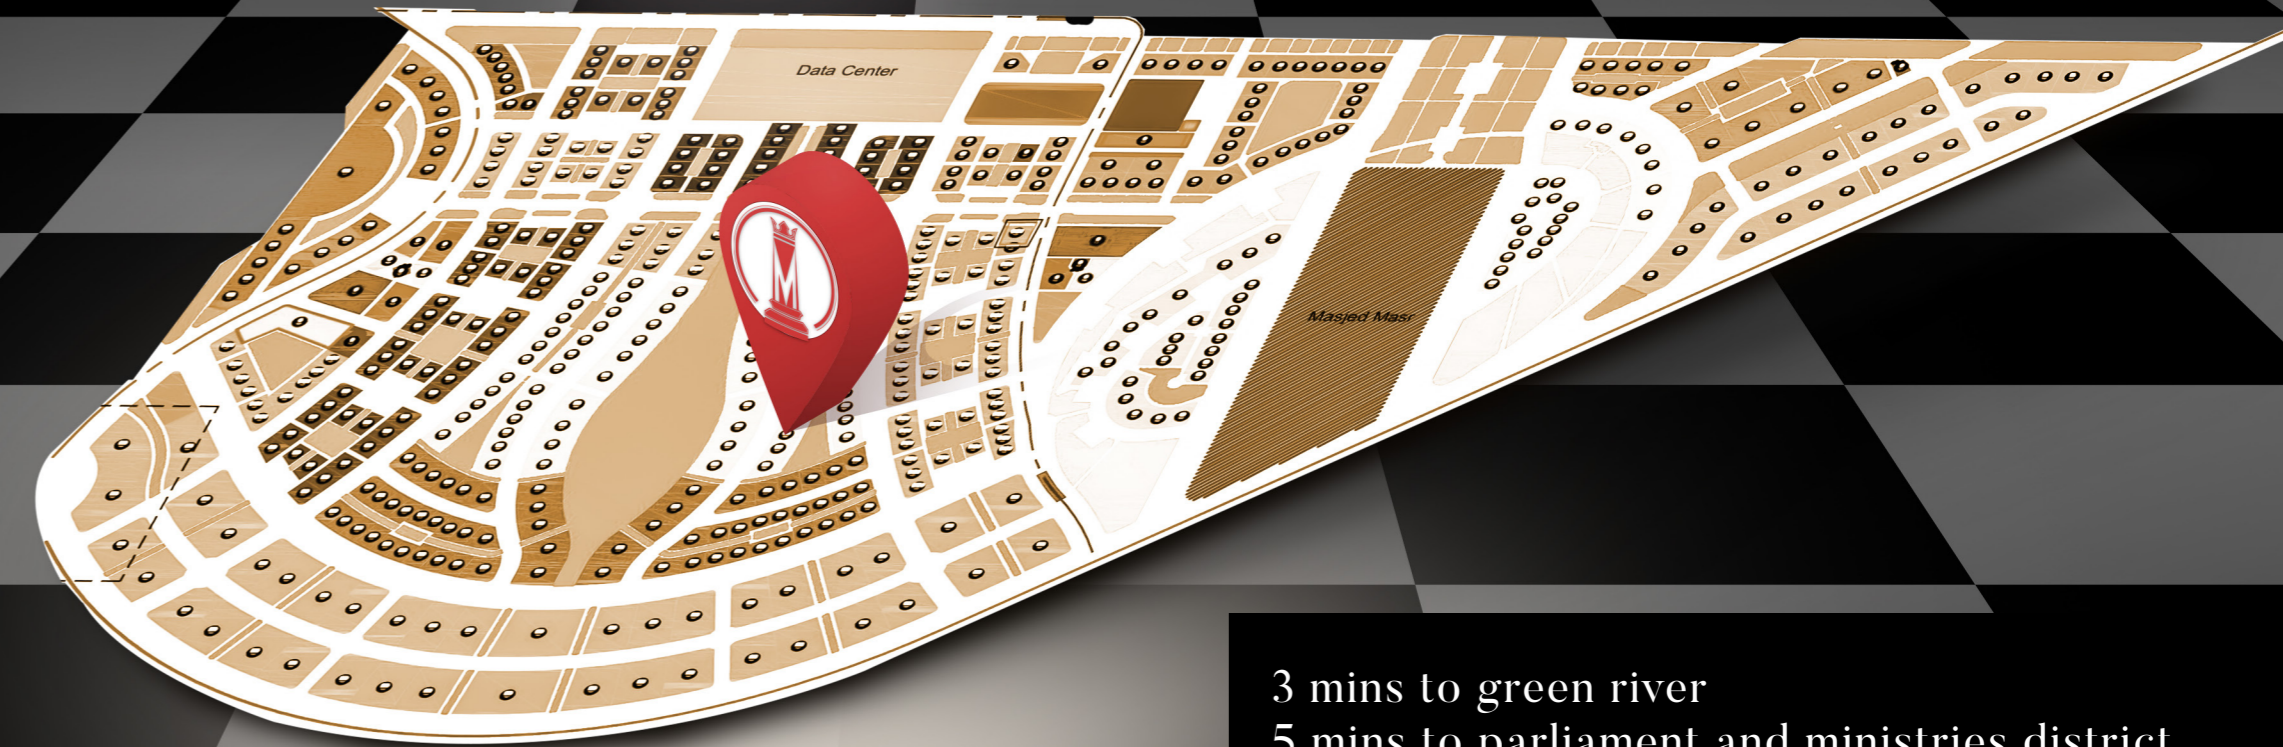 Data Center
M
Masjed Masr
3 mins to green river
5 mins to parliament and ministries district